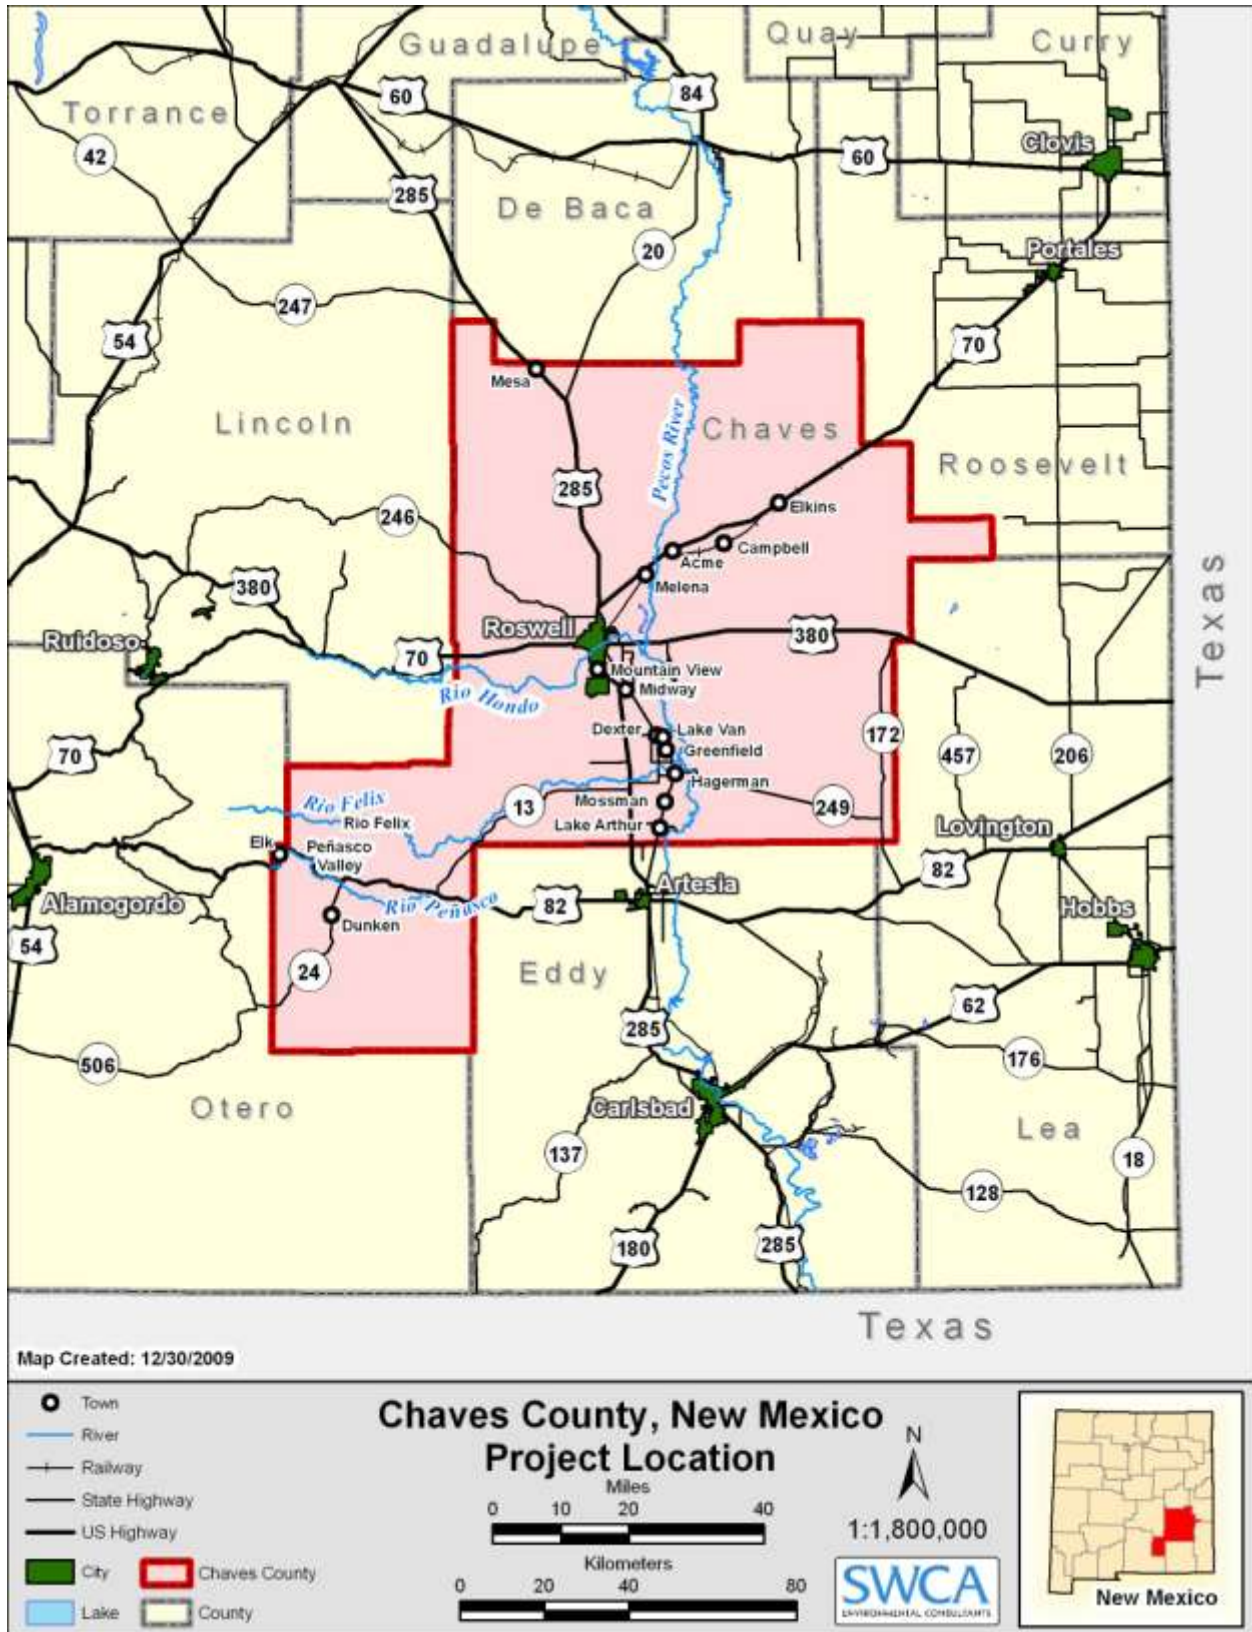 Guadalupe
Quay
Curry
Torrance
60
84
42
Clovis
60
285
De Baca
20
Portales
247
54
70
Mesa
Lincoln
Pecos River
Chaves
Roosevelt
285
Elkins
246
Campbell
Acme
Melena
380
Roswell
380
Ruidoso
70
Mountain View
Rio Hondo
Midway
Texas
Dexter
Lake Van
172
457
206
70
Greenfield
Hagerman
Rio Felix
13
Mossman
249
Rio Felix
Lake Arthur
Lovington
Elk
Peñasco
Valley
82
Artesia
Alamogordo
Rio Peñasco
82
Hobbs
Dunken
54
24
Eddy
62
285
506
176
Otero
Carlsbad
Lea
137
18
128
180
285
Texas
Map Created: 12/30/2009
Town
River
Railway
State Highway
US Highway
City
Chaves County
Lake
County
Chaves County, New Mexico
Project Location
Miles
0 10 20 40
Kilometers
0 20 40 80
N
1:1,800,000
SWCA
ENVIRONMENTAL CONSULTANTS
New Mexico